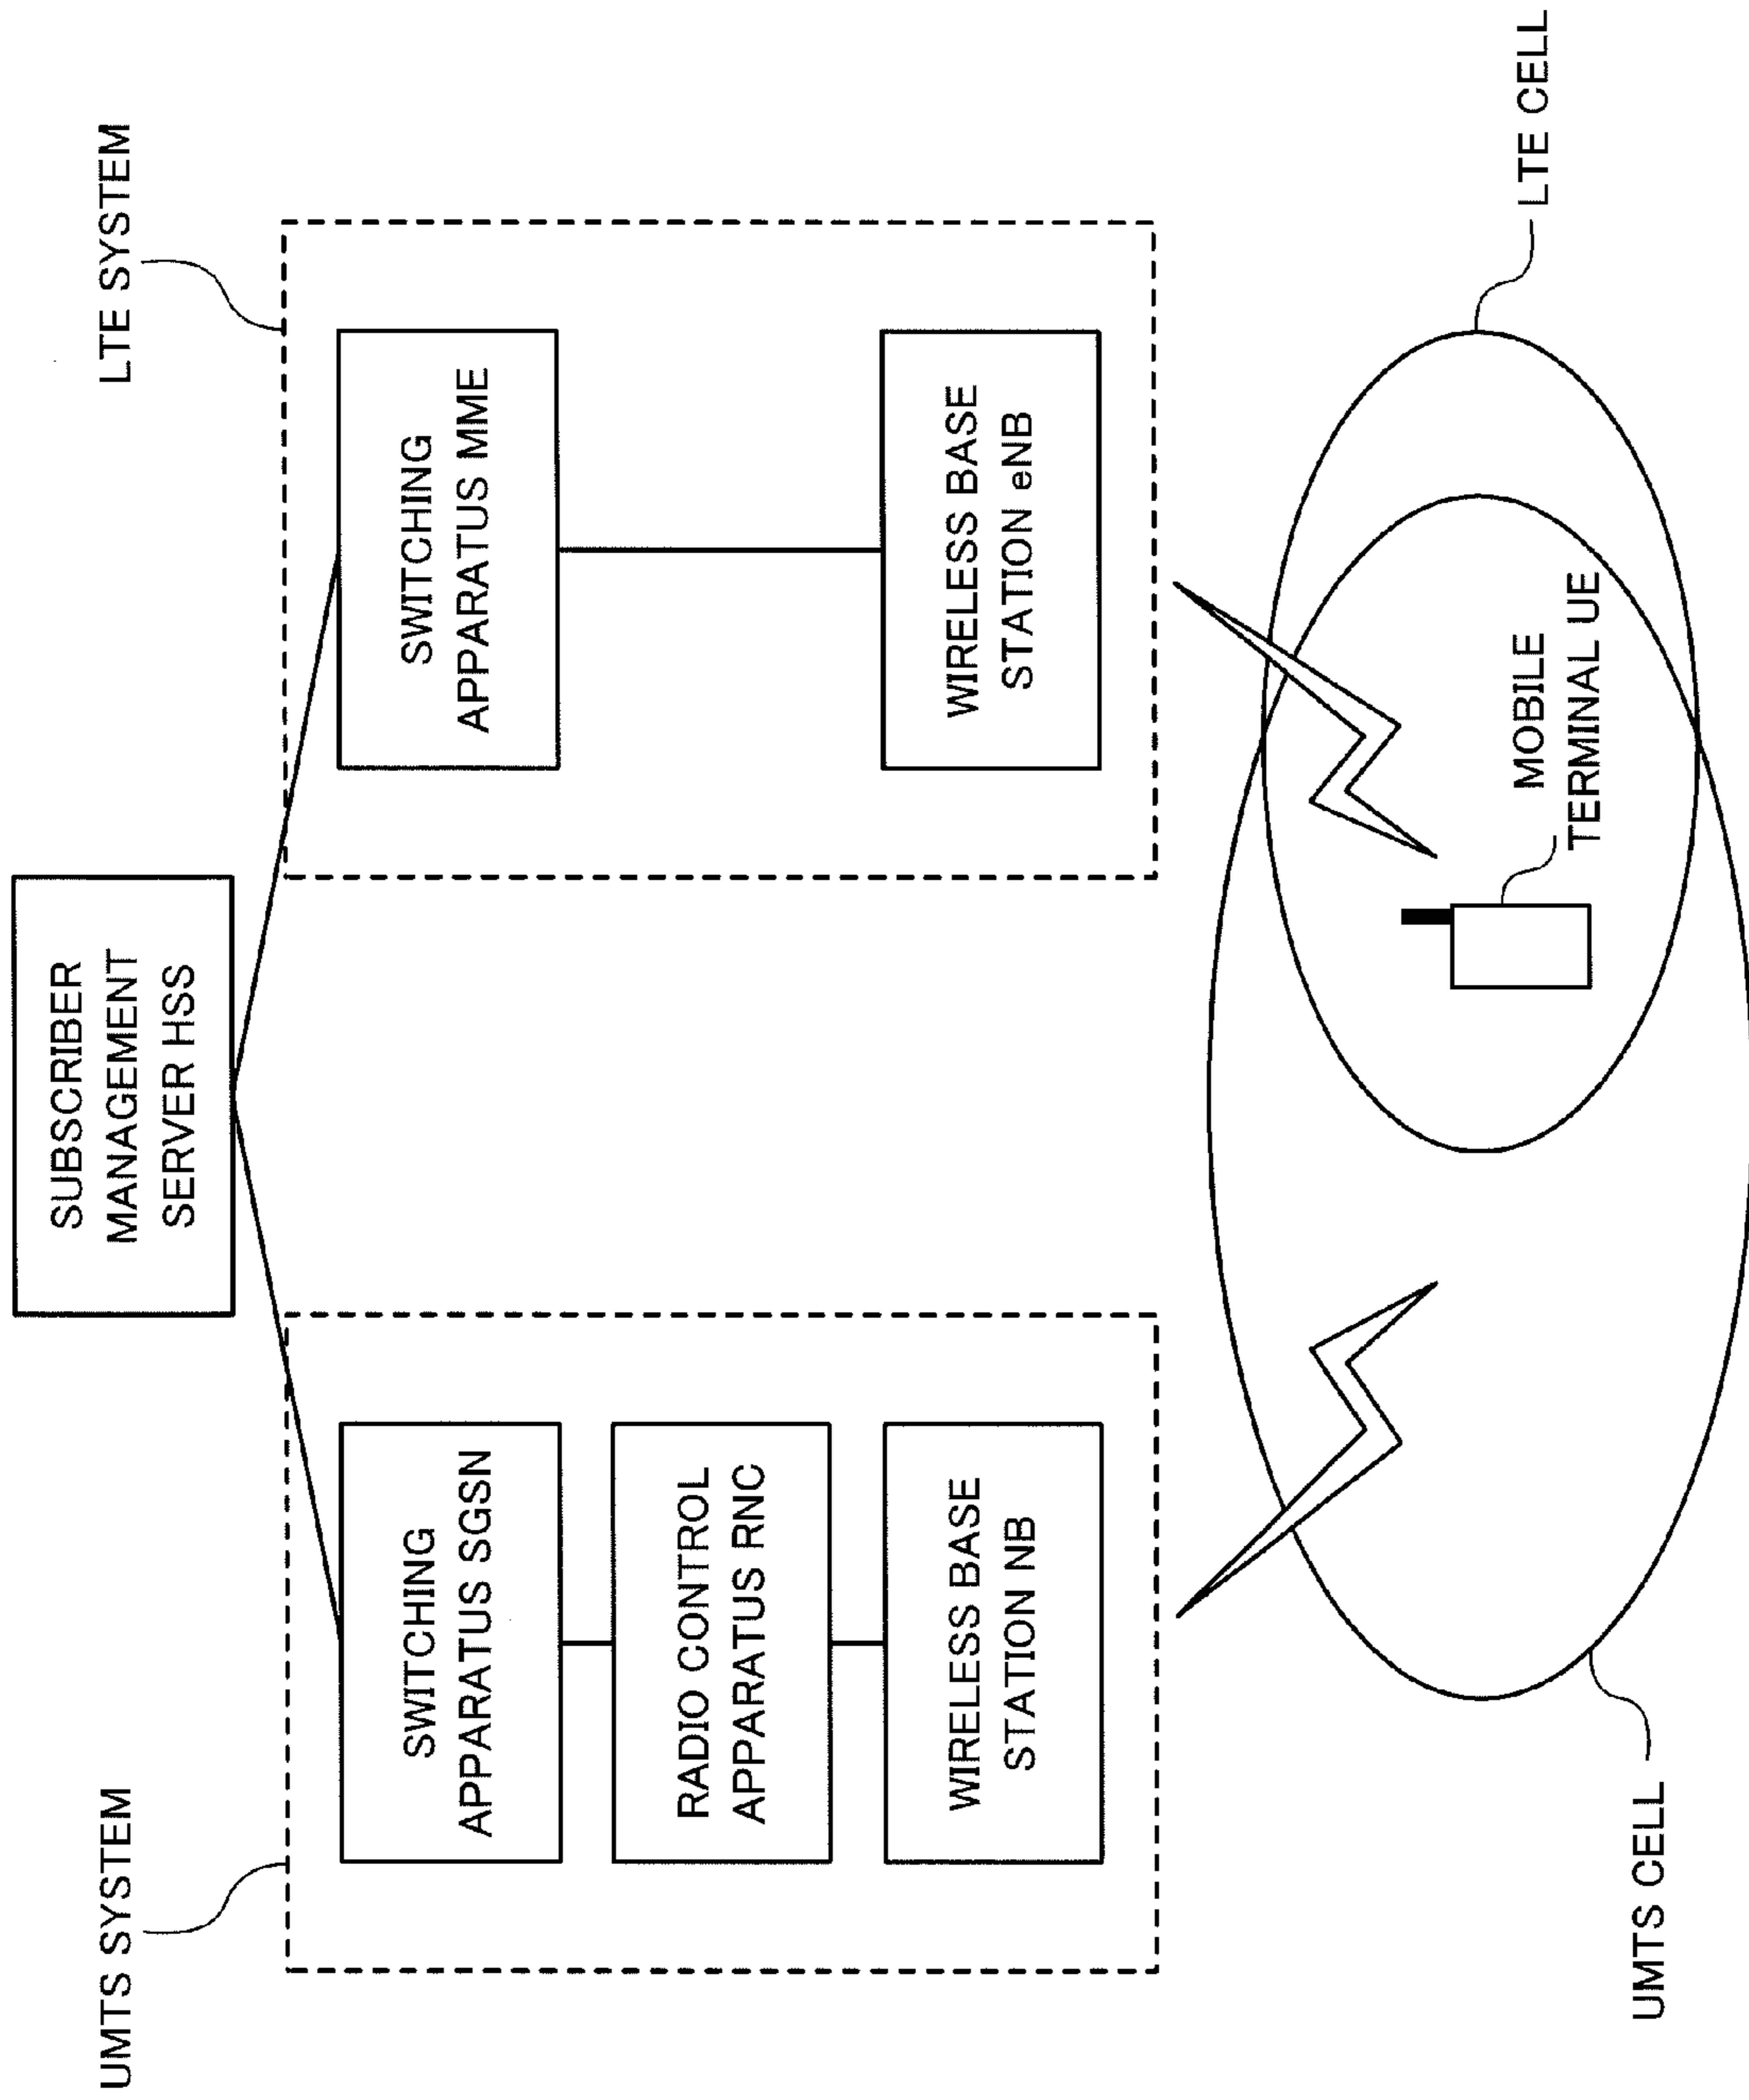 SUBSCRIBER
MANAGEMENT
SERVER HSS
UMTS SYSTEM
LTE SYSTEM
SWITCHING
APPARATUS SGSN
SWITCHING
APPARATUS MME
RADIO CONTROL
APPARATUS RNC
WIRELESS BASE
STATION NB
WIRELESS BASE
STATION eNB
MOBILE
TERMINAL UE
LTE CELL
UMTS CELL